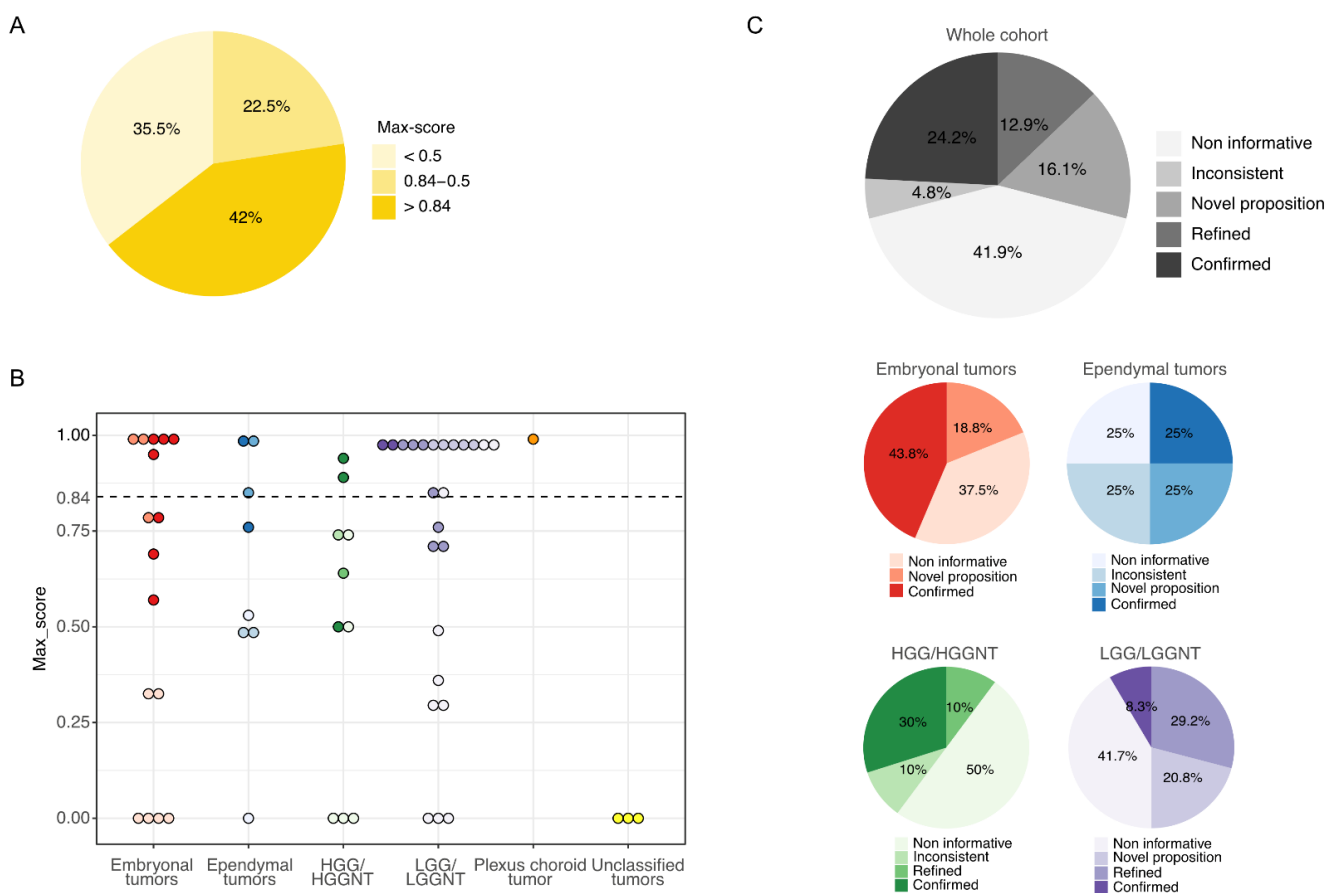 A
35.5%
22.5%
42%
Max-score
< 0.5
0.84−0.5
> 0.84
B
Max_score
1.00
0.84
0.75
0.50
0.25
0.00
Embryonal
tumors
Ependymal
tumors
HGG/
HGGNT
LGG/
LGGNT
Plexus choroid
tumor
Unclassified
tumors
C
Whole cohort
24.2%
12.9%
16.1%
4.8%
41.9%
Non informative
Inconsistent
Novel proposition
Refined
Confirmed
Embryonal tumors
43.8%
18.8%
37.5%
Non informative
Novel proposition
Confirmed
Ependymal tumors
25%
25%
25%
25%
Non informative
Inconsistent
Novel proposition
Confirmed
HGG/HGGNT
30%
10%
10%
50%
Non informative
Inconsistent
Refined
Confirmed
LGG/LGGNT
8.3%
29.2%
41.7%
20.8%
Non informative
Novel proposition
Refined
Confirmed